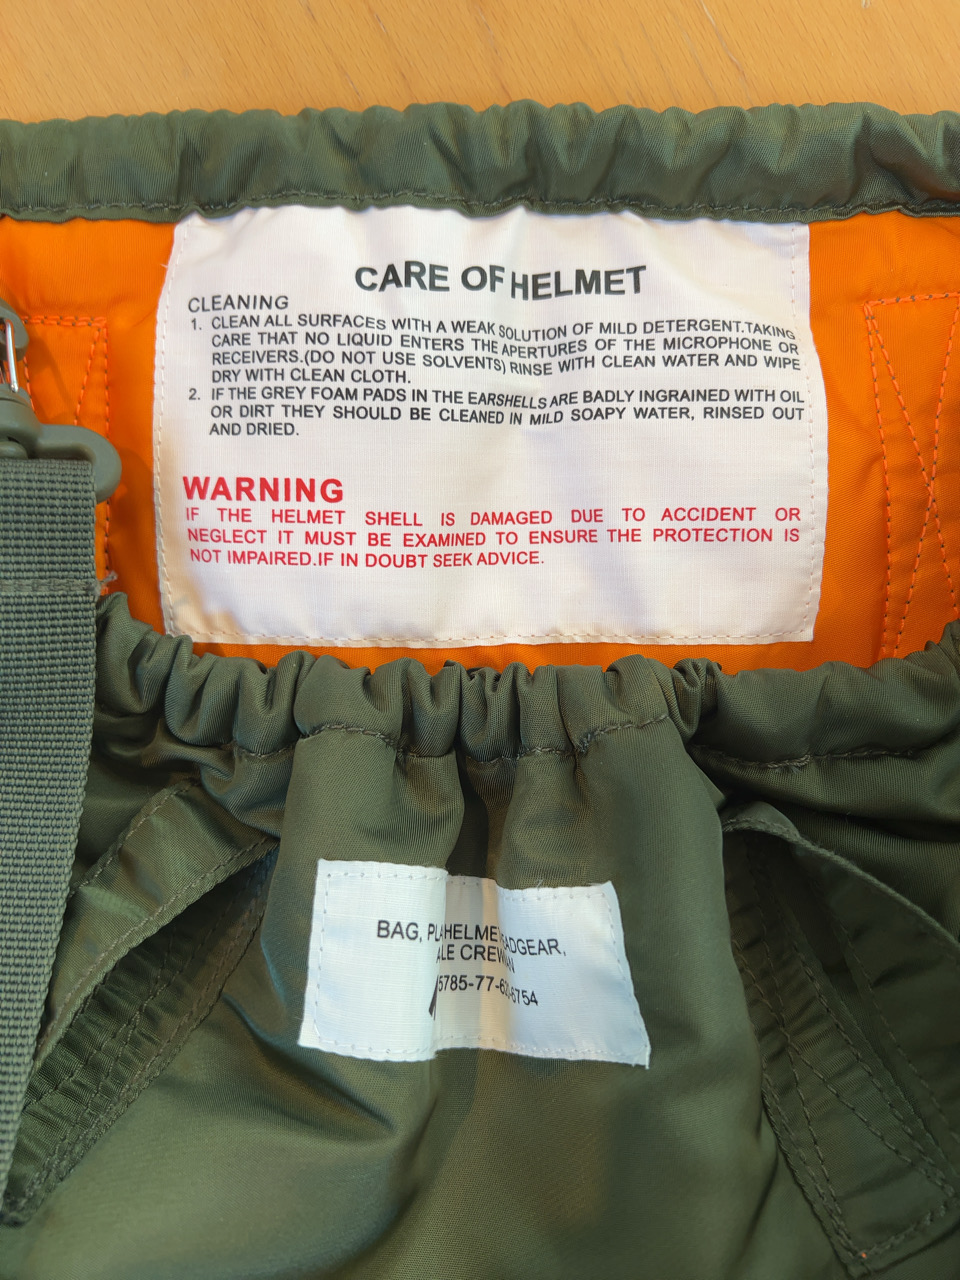 CARE OF HELMET
CLEANING
1. CLEAN ALL SURFACES WITH A WEAK SOLUTION OF MILD DETERGENT.TAKING
CARE THAT NO LIQUID ENTERS THE APERTURES OF THE MICROPHONE OR
RECEIVERS.(DO NOT USE SOLVENTS) RINSE WITH CLEAN WATER AND WIPE
DRY WITH CLEAN CLOTH.
2. IF THE GREY FOAM PADS IN THE EARSHELLS ARE BADLY INGRAINED WITH OIL
OR DIRT THEY SHOULD BE CLEANED IN MILD SOAPY WATER, RINSED OUT
AND DRIED.
WARNING
IF THE HELMET SHELL IS DAMAGED DUE TO ACCIDENT OR
NEGLECT IT MUST BE EXAMINED TO ENSURE THE PROTECTION IS
NOT IMPAIRED.IF IN DOUBT SEEK ADVICE.
BAG,